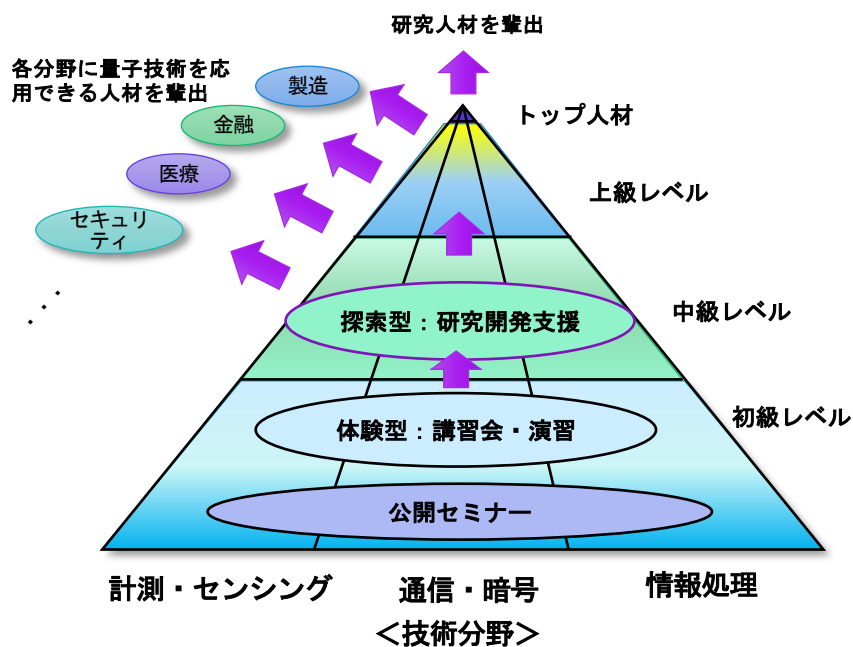 研究人材を輩出
各分野に量子技術を応
用できる人材を輩出
製造
金融
医療
セキュリ
ティ
・・・
トップ人材
上級レベル
中級レベル
初級レベル
探索型：研究開発支援
体験型：講習会・演習
公開セミナー
計測・センシング
通信・暗号
情報処理
＜技術分野＞